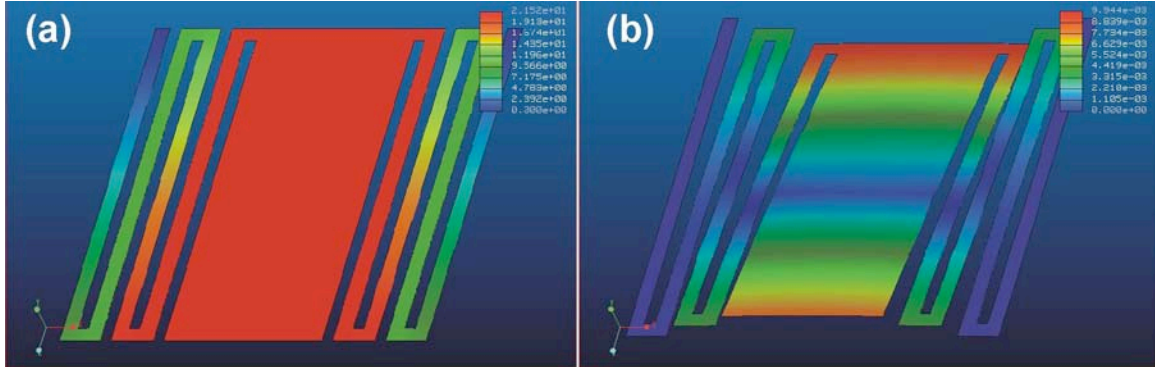 (a)
2.152e+01
1.913e+01
1.674e+01
1.435e+01
1.196e+01
9.566e+00
7.175e+00
4.783e+00
2.392e+00
0.000e+00
(b)
9.944e-03
8.839e-03
7.734e-03
6.629e-03
5.524e-03
4.419e-03
3.315e-03
2.210e-03
1.105e-03
0.000e+00